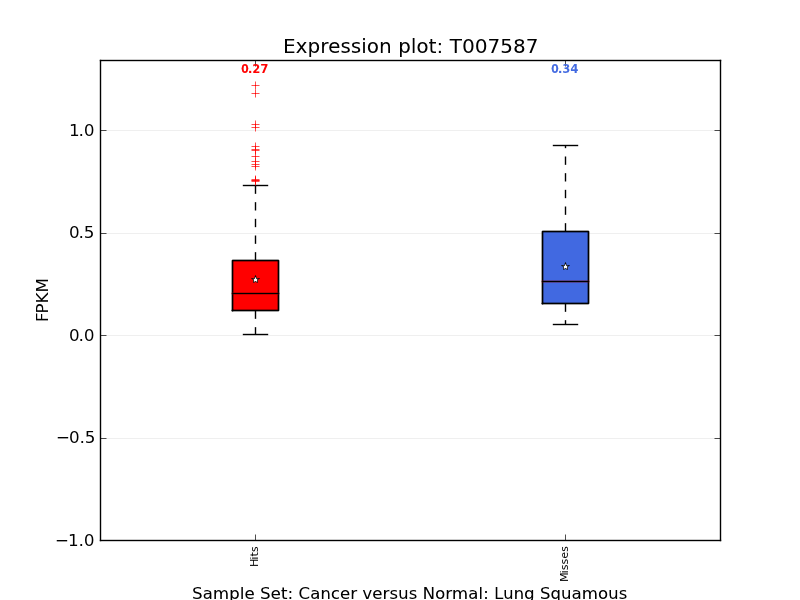 Expression plot: T007587
0.27
0.34
1.0
0.5
0.0
−0.5
−1.0
FPKM
Hits
Misses
Sample Set: Cancer versus Normal: Lung Squamous